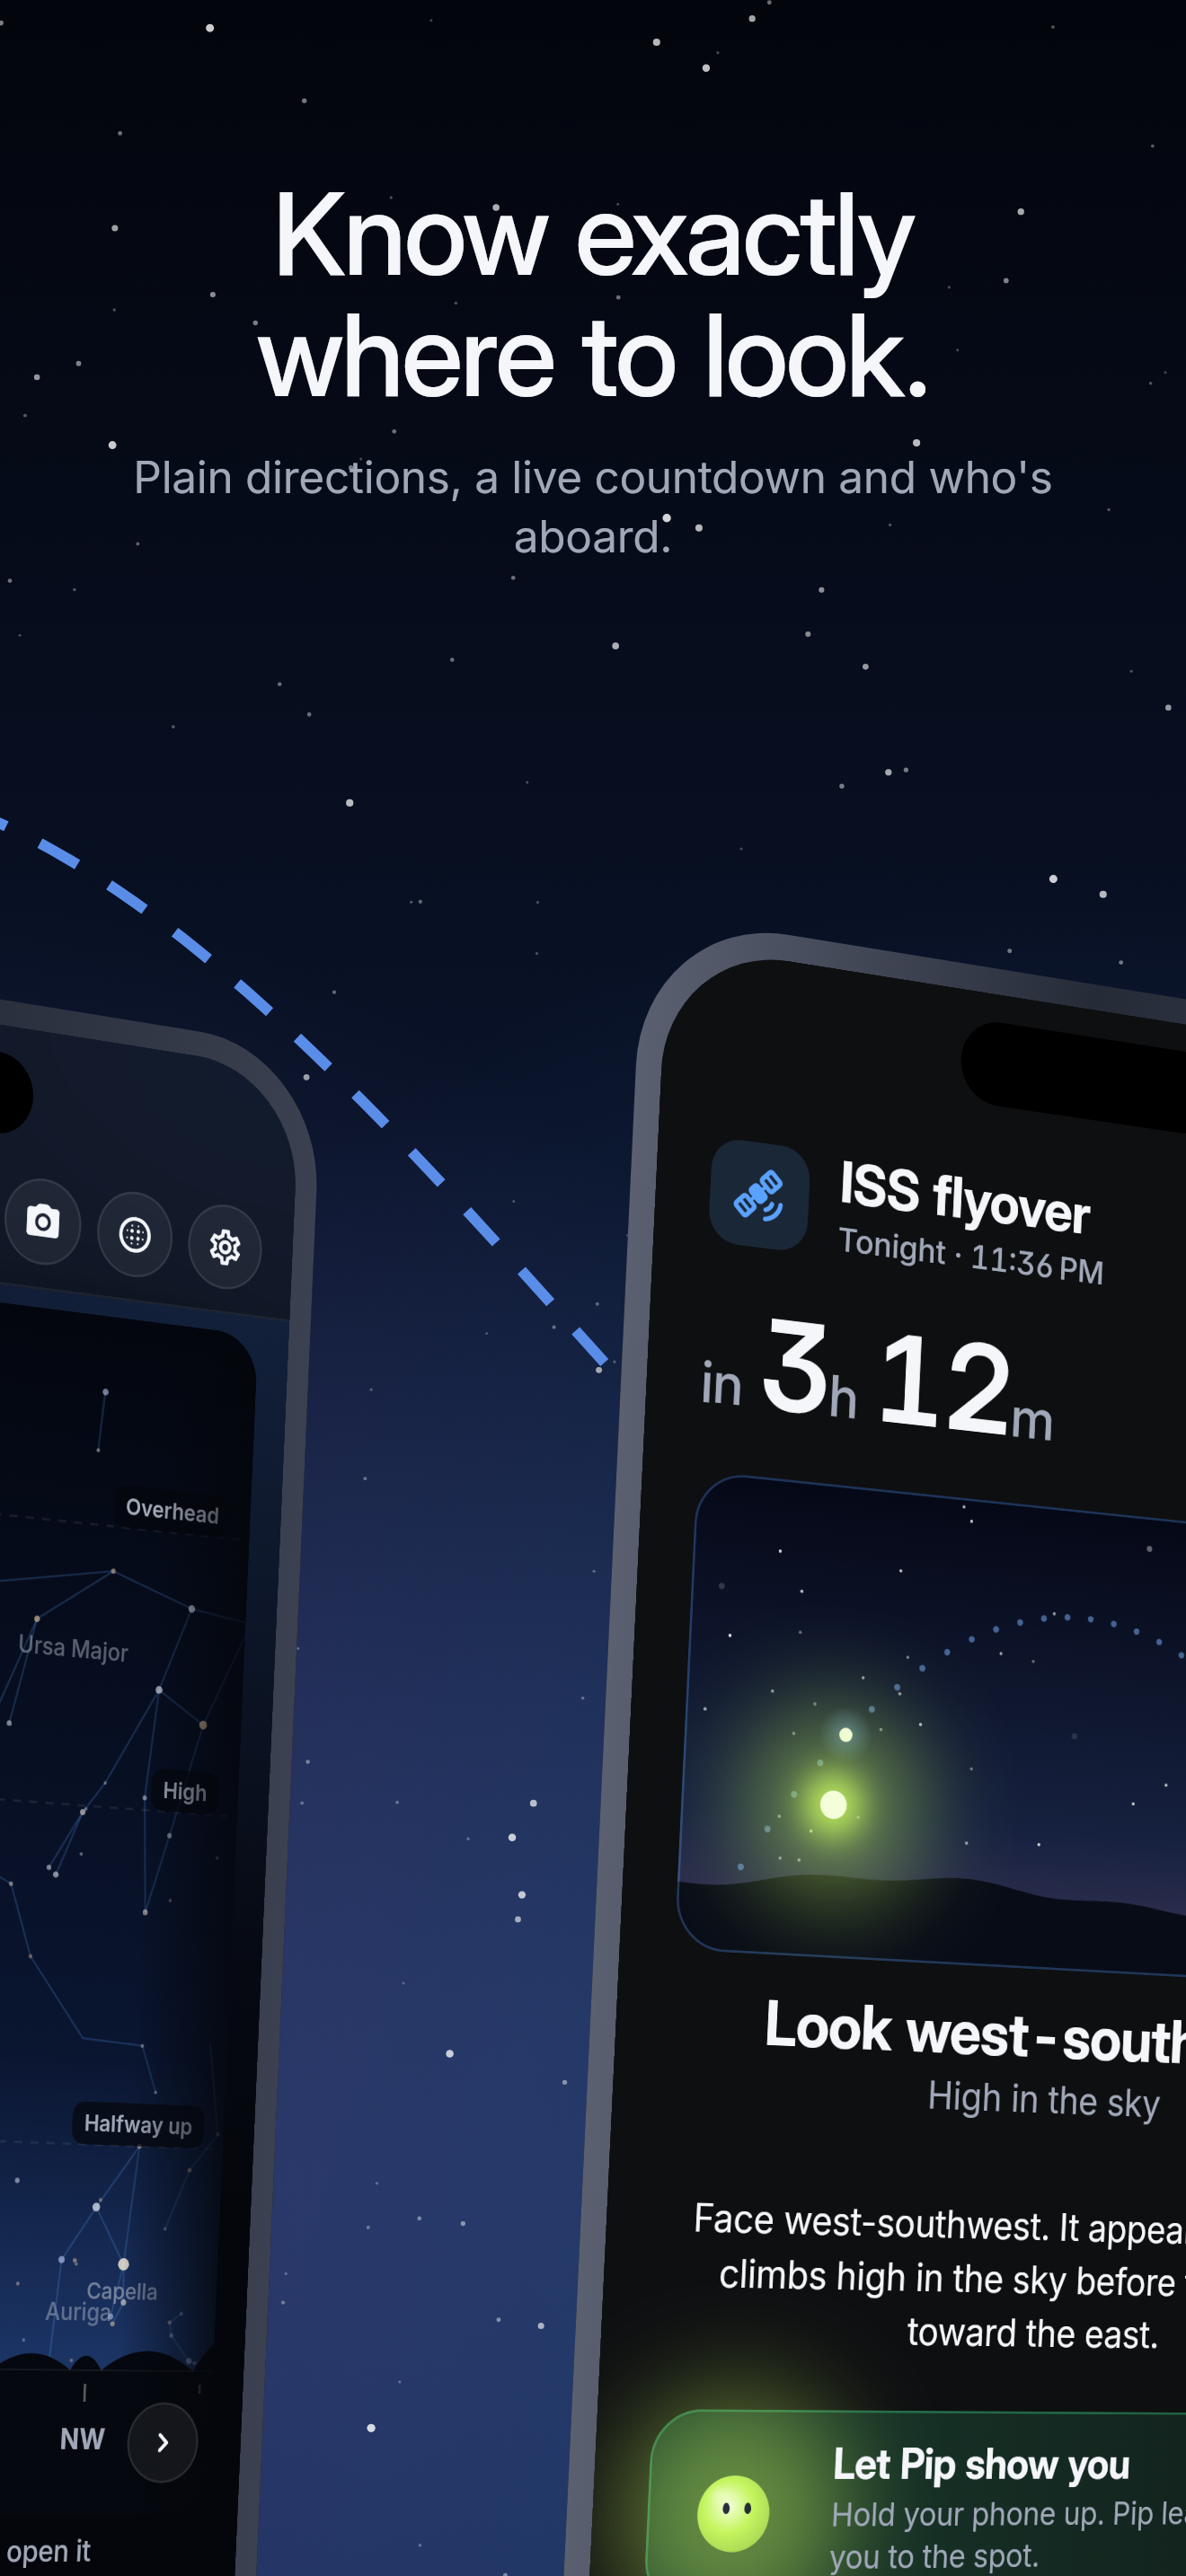 Know exactly
where to look.
Plain directions, a live countdown and who's
aboard.
Overhead
Ursa Major
High
Halfway up
Capella
Auriga
NW
open it
ISS flyover
Tonight · 11:36 PM
in 3h 12m
Look west-south
High in the sky
Face west-southwest. It appea
climbs high in the sky before
toward the east.
Let Pip show you
Hold your phone up. Pip lea
you to the spot.